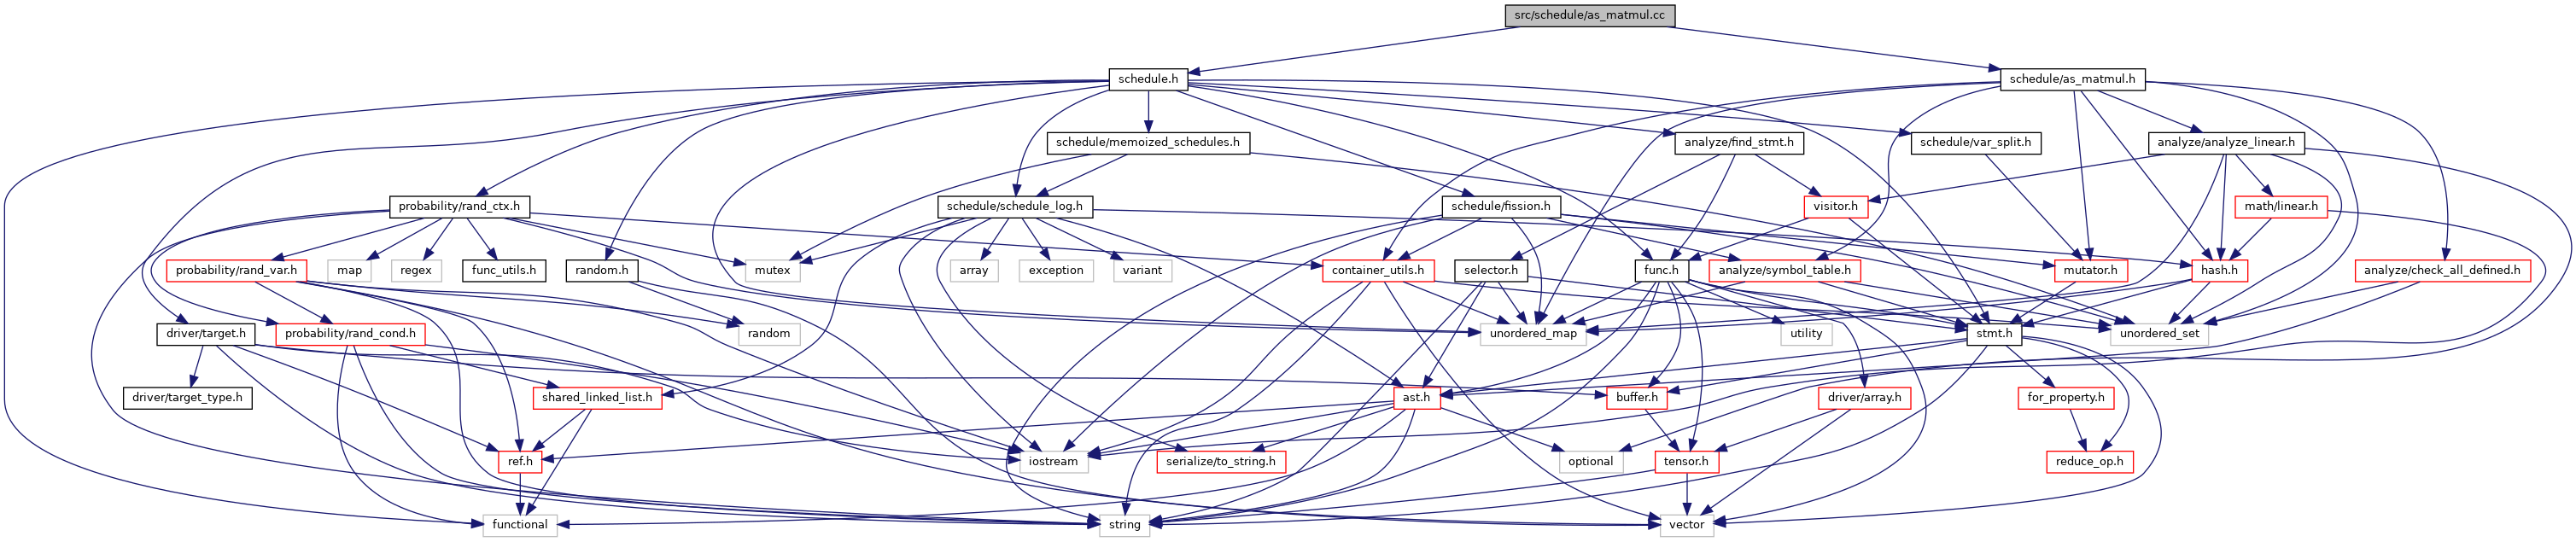 src/schedule/as_matmul.cc
schedule.h
schedule/as_matmul.h
schedule/memoized_schedules.h
analyze/find_stmt.h
schedule/var_split.h
analyze/analyze_linear.h
probability/rand_ctx.h
schedule/schedule_log.h
schedule/fission.h
visitor.h
math/linear.h
probability/rand_var.h
map
regex
func_utils.h
random.h
mutex
array
exception
variant
container_utils.h
selector.h
func.h
analyze/symbol_table.h
mutator.h
hash.h
analyze/check_all_defined.h
driver/target.h
probability/rand_cond.h
random
unordered_map
utility
stmt.h
unordered_set
driver/target_type.h
shared_linked_list.h
ast.h
buffer.h
driver/array.h
for_property.h
ref.h
iostream
serialize/to_string.h
optional
tensor.h
reduce_op.h
functional
string
vector